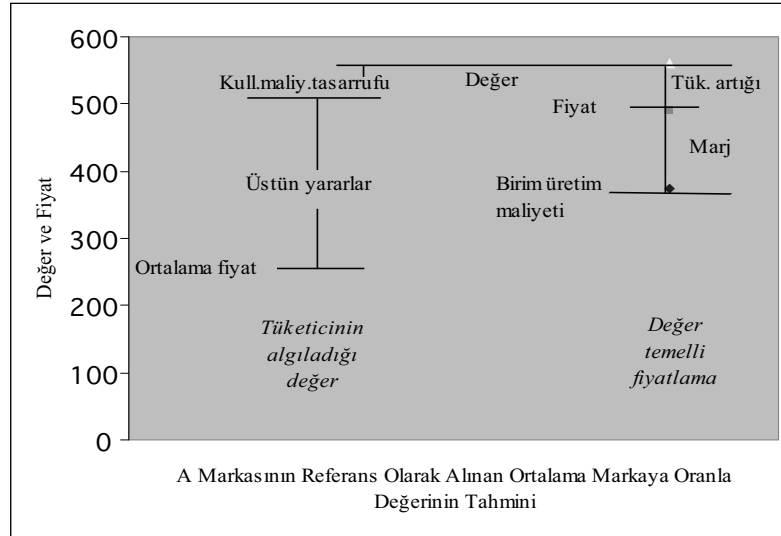 600
500
400
300
200
100
0
Değer ve Fiyat
Kull.maliy.tasarrufu
Değer
Tük. artığı
Fiyat
Marj
Üstün yararlar
Birim üretim
maliyeti
Ortalama fiyat
Tüketicinin
algıladığı
değer
Değer
temelli
fiyatlama
A Markasının Referans Olarak Alınan Ortalama Markaya Oranla
Değerinin Tahmini